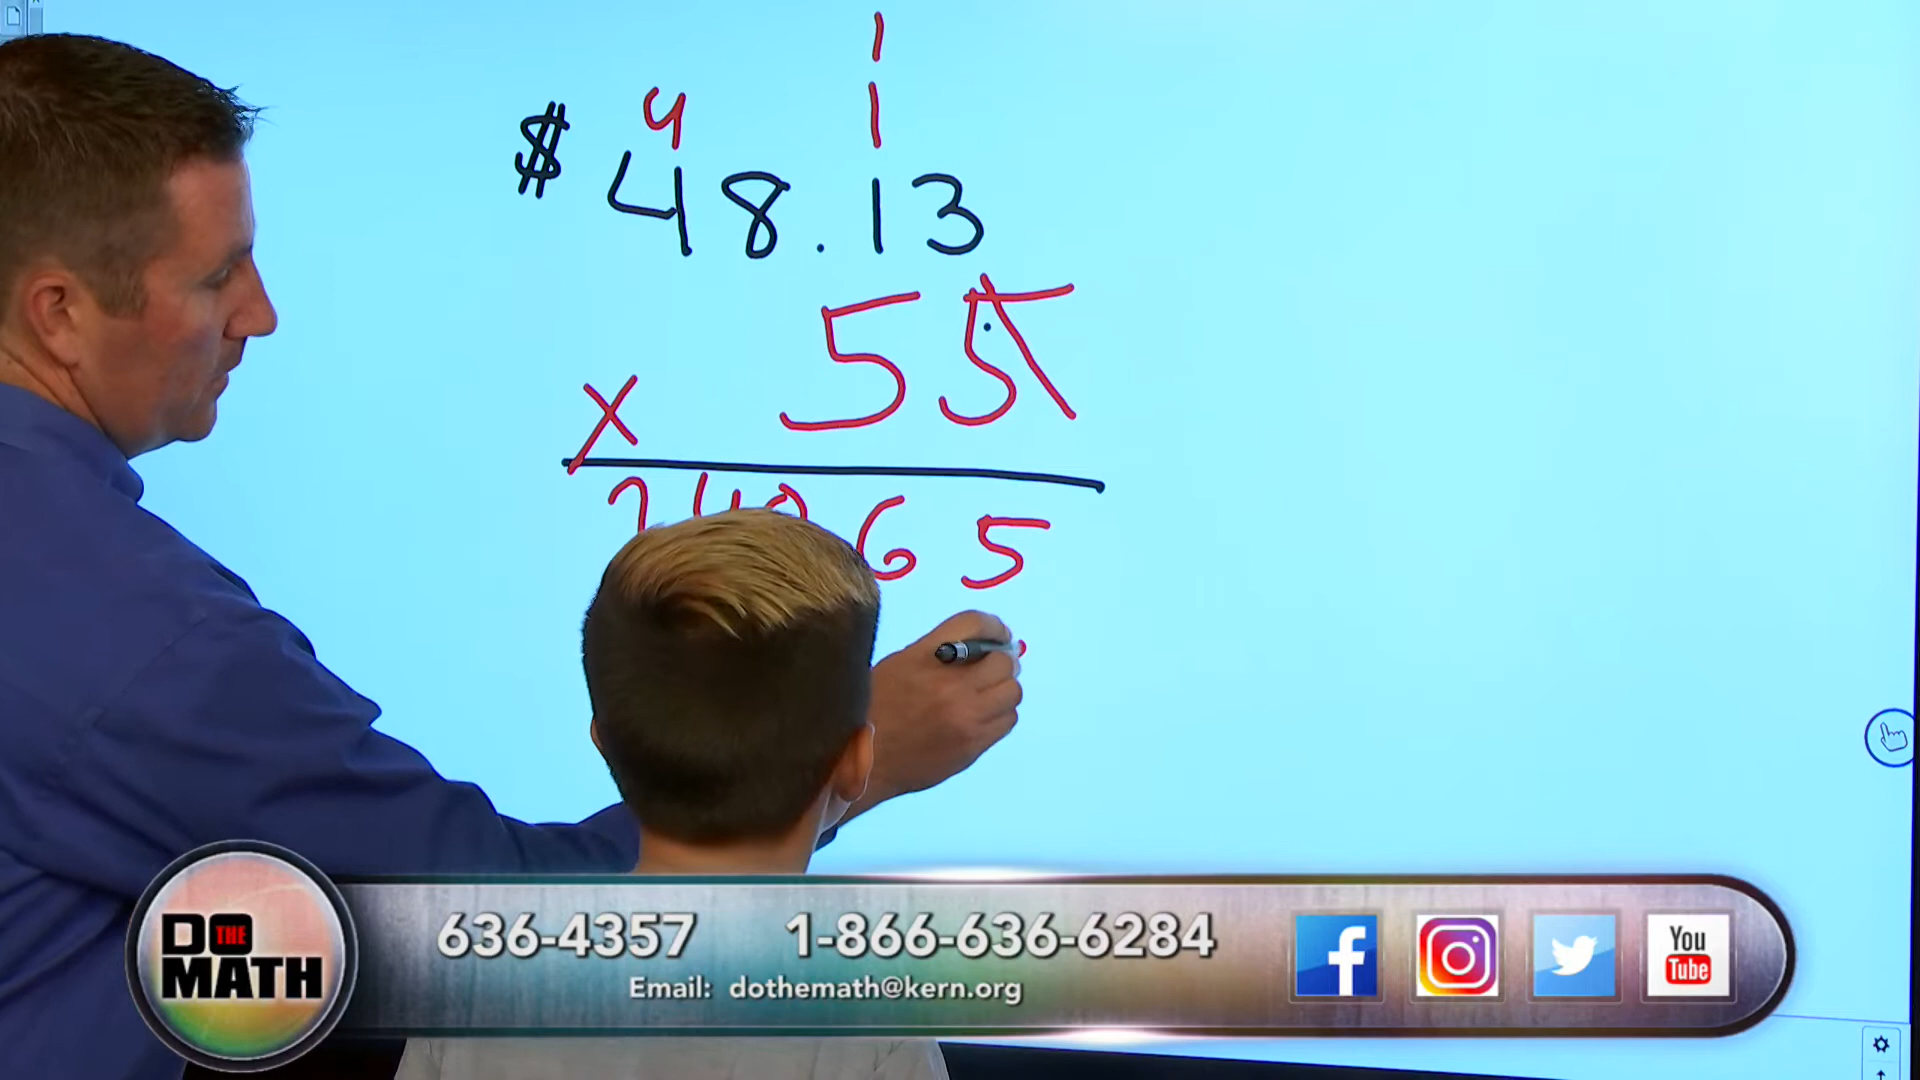 1
4 1
$ 48.13
x 55
24065
DO THE MATH
636-4357 1-866-636-6284
Email: dothemath@kern.org
f
You Tube